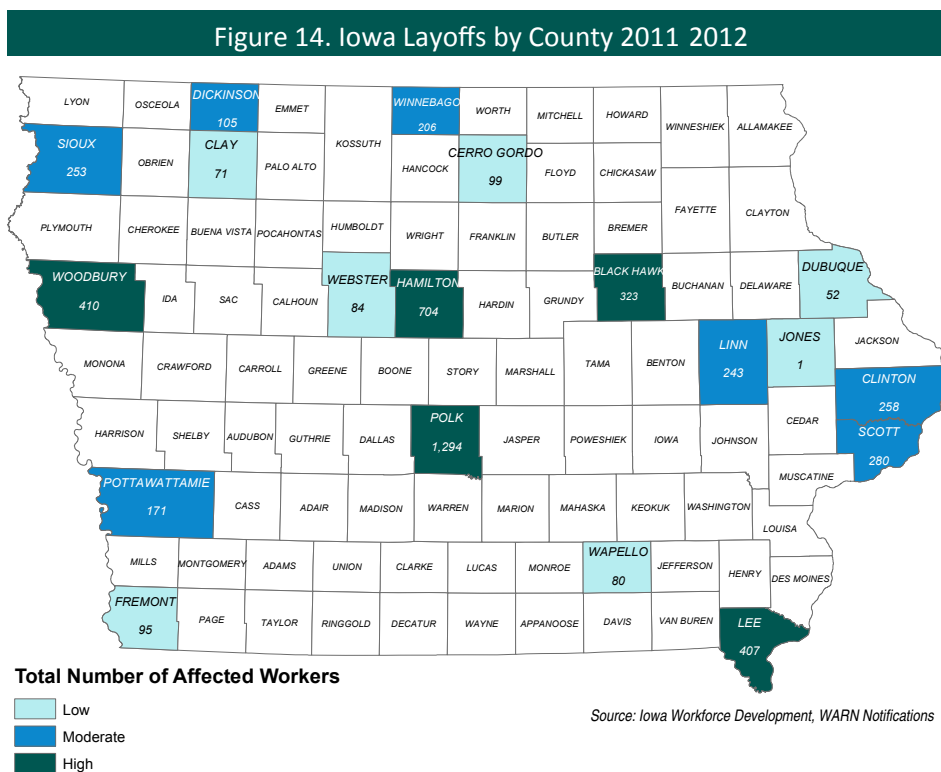 Figure 14. Iowa Layoffs by County 2011 2012
LYON
OSCEOLA
DICKINSON
105
EMMET
KOSSUTH
WINNEBAGO
206
WORTH
MITCHELL
HOWARD
WINNESHIEK
ALLAMAKEE
SIOUX
253
OBRIEN
CLAY
71
PALO ALTO
HANCOCK
CERRO GORDO
99
FLOYD
CHICKASAW
FAYETTE
CLAYTON
PLYMOUTH
CHEROKEE
BUENA VISTA
POCAHONTAS
HUMBOLDT
WRIGHT
FRANKLIN
BUTLER
BREMER
WOODBURY
410
IDA
SAC
CALHOUN
WEBSTER
84
HAMILTON
704
HARDIN
GRUNDY
BLACK HAWK
323
BUCHANAN
DELAWARE
DUBUQUE
52
MONONA
CRAWFORD
CARROLL
GREENE
BOONE
STORY
MARSHALL
TAMA
BENTON
LINN
243
JONES
1
JACKSON
CLINTON
258
HARRISON
SHELBY
AUDUBON
GUTHRIE
DALLAS
POLK
1,294
JASPER
POWESHIEK
IOWA
JOHNSON
CEDAR
SCOTT
280
MUSCATINE
POTTAWATTAMIE
171
CASS
ADAIR
MADISON
WARREN
MARION
MAHASKA
KEOKUK
WASHINGTON
LOUISA
MILLS
MONTGOMERY
ADAMS
UNION
CLARKE
LUCAS
MONROE
WAPELLO
80
JEFFERSON
HENRY
DES MOINES
FREMONT
95
PAGE
TAYLOR
RINGGOLD
DECATUR
WAYNE
APPANOOSE
DAVIS
VAN BUREN
LEE
407
Total Number of Affected Workers
Low
Moderate
High
Source: Iowa Workforce Development, WARN Notifications